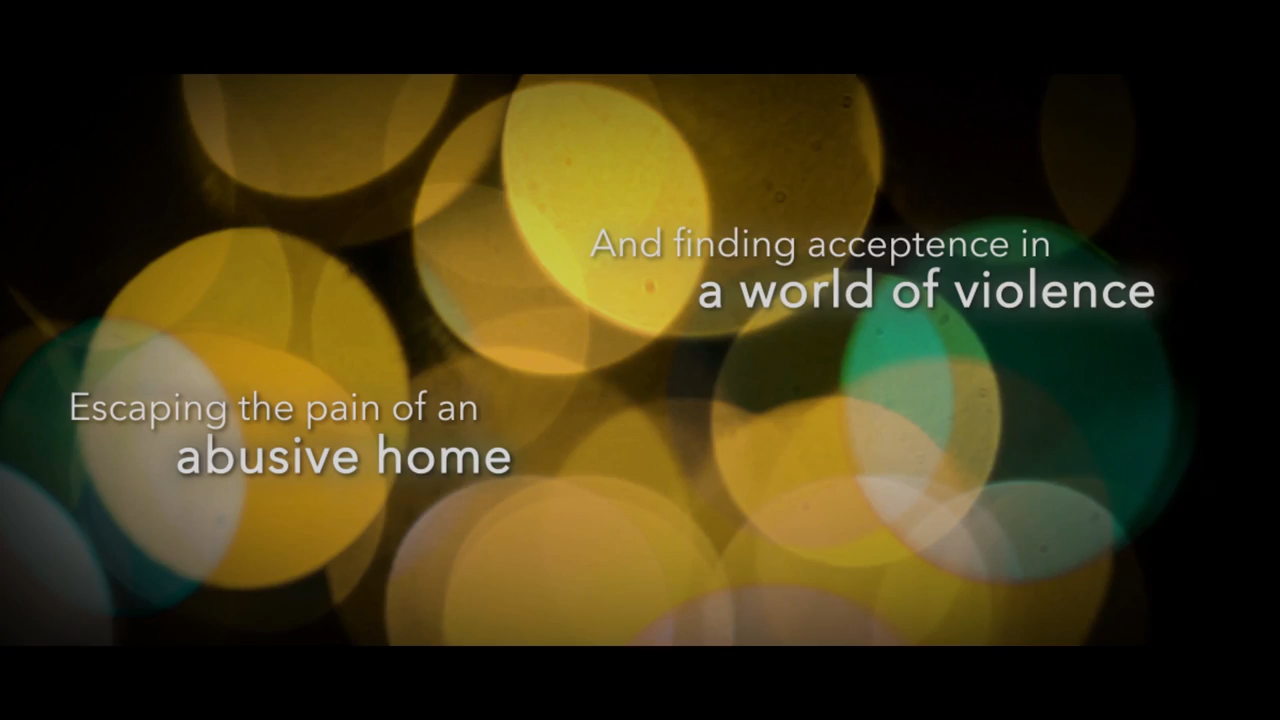 Escaping the pain of an
abusive home
And finding acceptence in
a world of violence